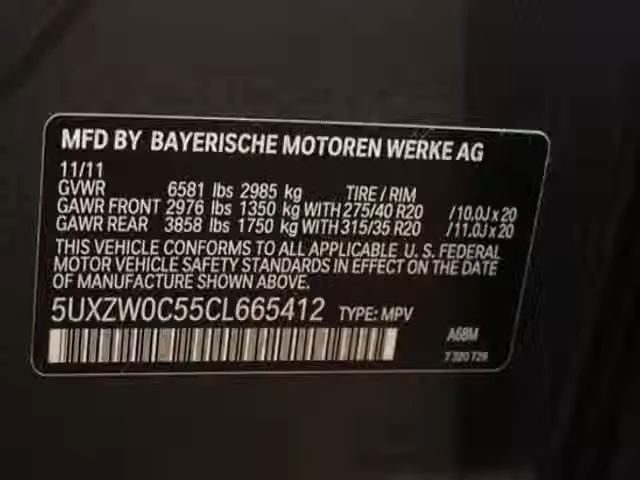 MFD BY BAYERISCHE MOTOREN WERKE AG
11/11
GVWR 6581 lbs 2985 kg TIRE / RIM
GAWR FRONT 2976 lbs 1350 kg WITH 275/40 R20 /10.0J x 20
GAWR REAR 3858 lbs 1750 kg WITH 315/35 R20 /11.0J x 20
THIS VEHICLE CONFORMS TO ALL APPLICABLE U. S. FEDERAL
MOTOR VEHICLE SAFETY STANDARDS IN EFFECT ON THE DATE
OF MANUFACTURE SHOWN ABOVE.
5UXZW0C55CL665412 TYPE: MPV
A68M
7 320 729